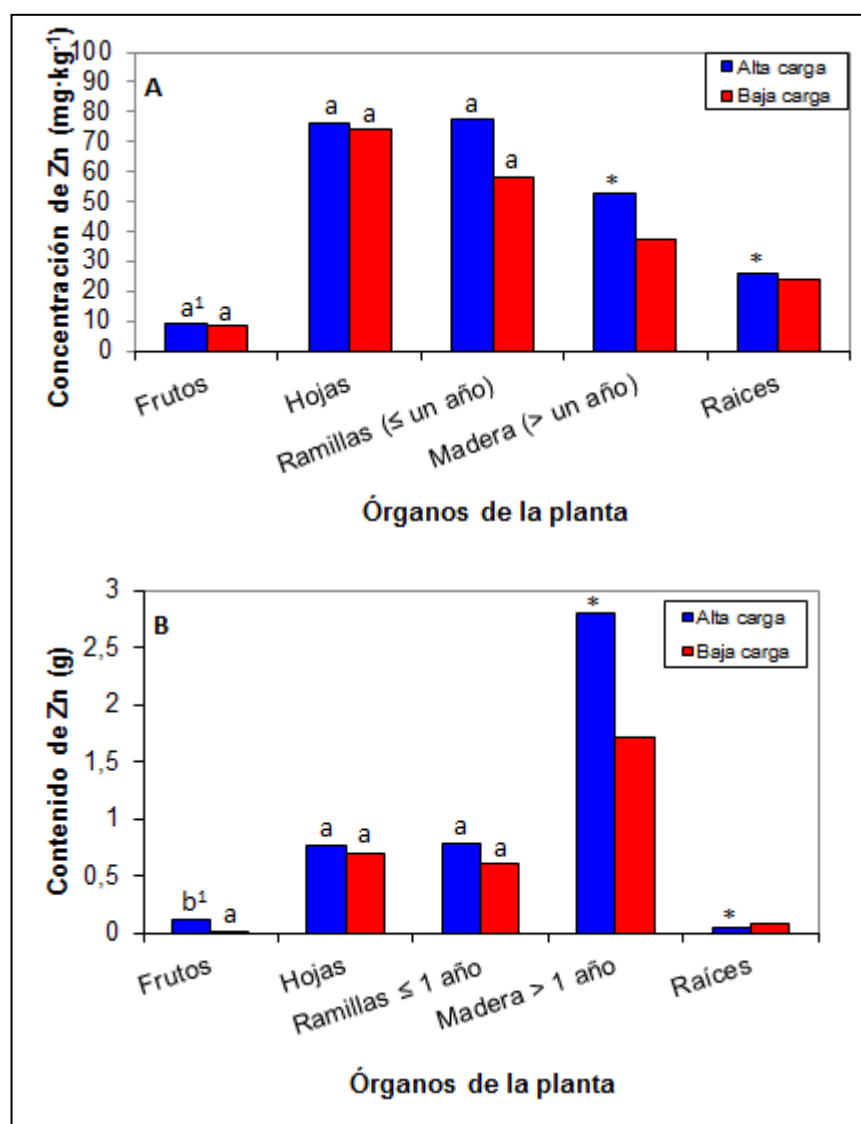 Concentración de Zn (mg·kg⁻¹)
100
90
80
70
60
50
40
30
20
10
0
A
Alta carga
Baja carga
a¹ a
a a
a
a
*
*
Frutos
Hojas
Ramillas (≤ un año)
Madera (> un año)
Raices
Órganos de la planta
Contenido de Zn (g)
3
2,5
2
1,5
1
0,5
0
B
Alta carga
Baja carga
b¹ a
a a
a a
*
*
Frutos
Hojas
Ramillas ≤ 1 año
Madera > 1 año
Raíces
Órganos de la planta